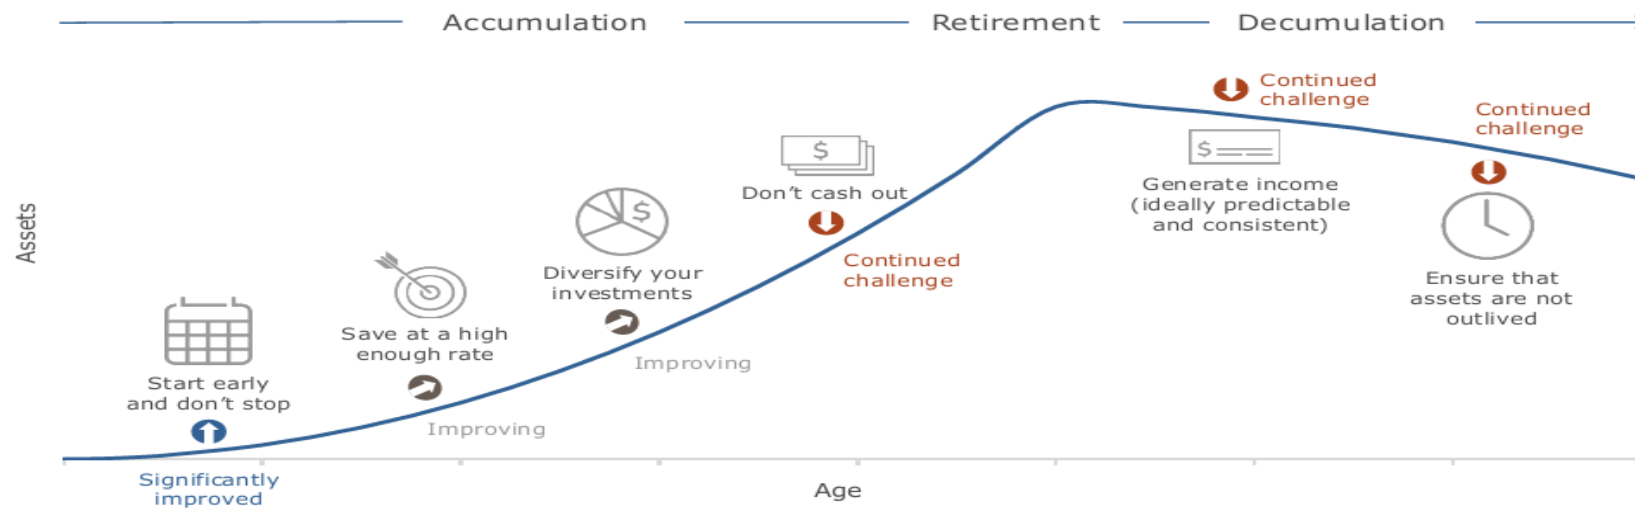 Accumulation
Retirement
Decumulation
Assets
Start early
and don't stop
Significantly
improved
Save at a high
enough rate
Improving
$
Diversify your
investments
Improving
$
Don't cash out
Continued
challenge
Continued
challenge
$
Generate income
(ideally predictable
and consistent)
Continued
challenge
Ensure that
assets are not
outlived
Age